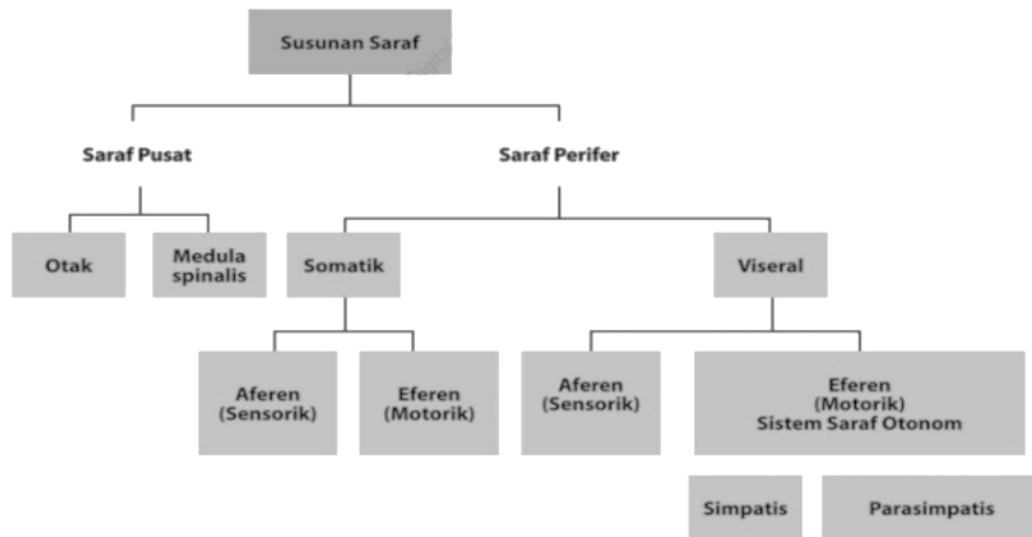 Susunan Saraf
Digital
Saraf Pusat
Saraf Perifer
Otak
Medula
spinalis
Somatik
Viseral
Aferen
(Sensorik)
Eferen
(Motorik)
Aferen
(Sensorik)
Eferen
(Motorik)
Sistem Saraf Otonom
Simpatis
Parasimpatis